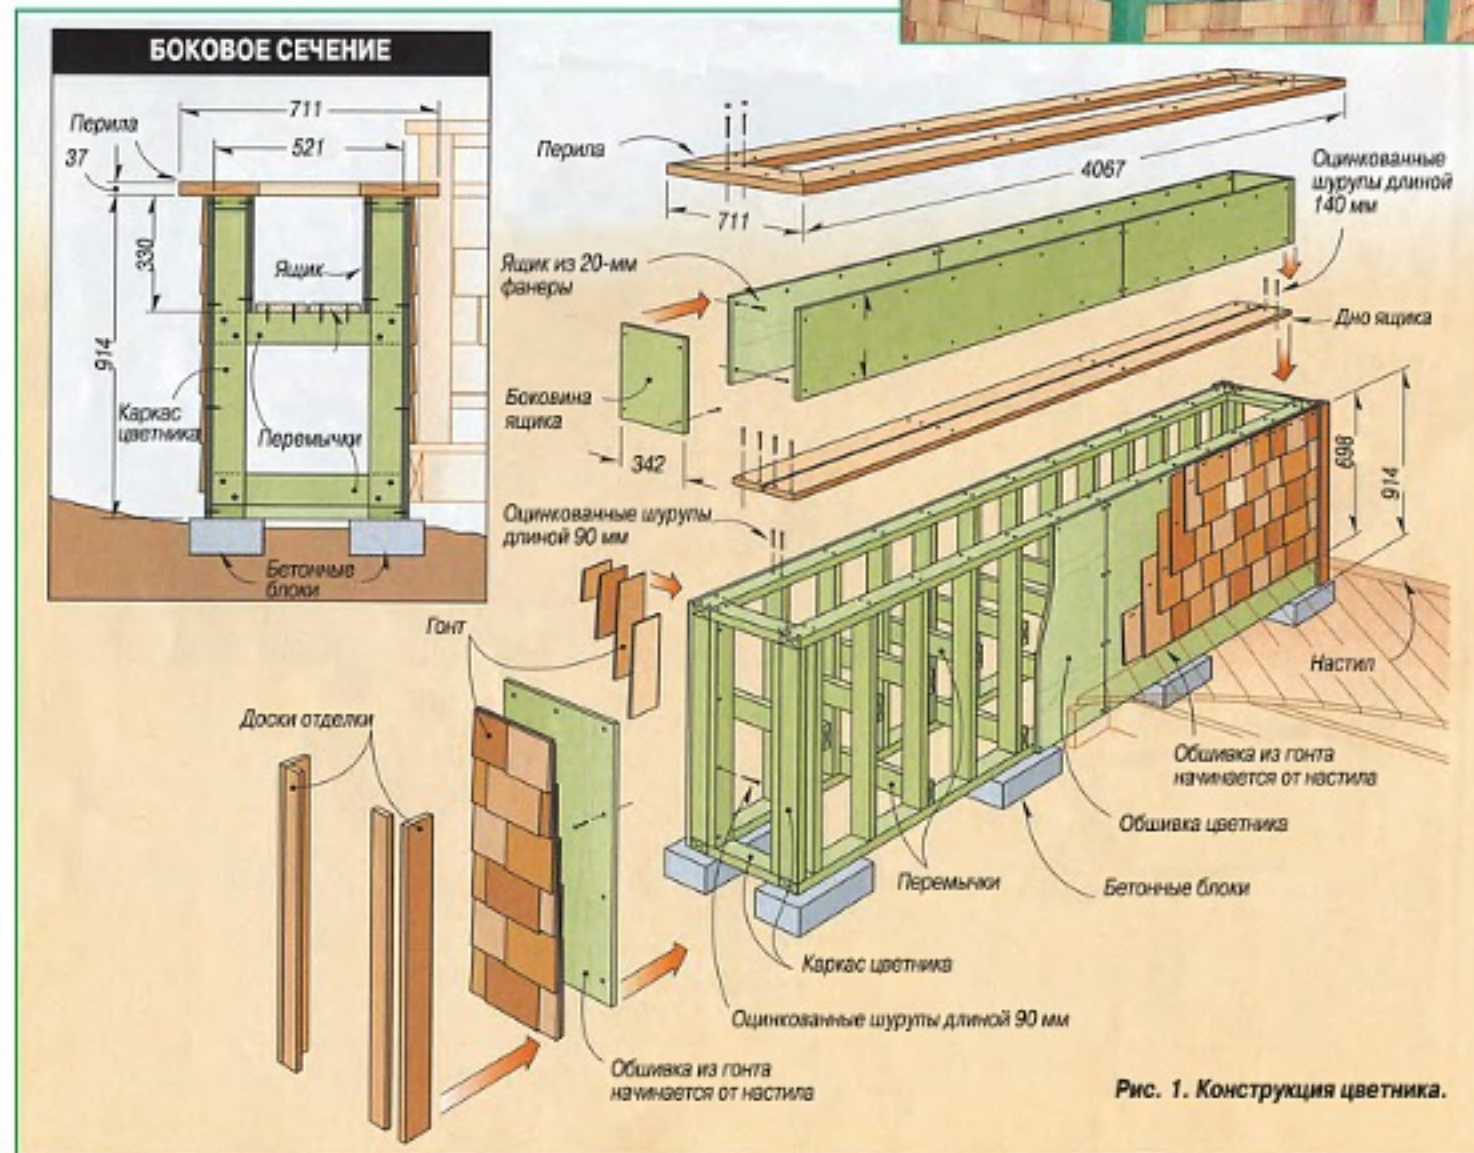 БОКОВОЕ СЕЧЕНИЕ
711
Перила
521
37
330
Ящик
914
Каркас
цветника
Перемычки
Бетонные
блоки
Перила
4067
711
Оцинкованные
шурупы длиной
140 мм
Ящик из 20-мм
фанеры
Дно ящика
Боковина
ящика
342
698
914
Оцинкованные шурупы
длиной 90 мм
Гонт
Настил
Доски отделки
Обшивка из гонта
начинается от настила
Обшивка цветника
Перемычки
Бетонные блоки
Каркас цветника
Оцинкованные шурупы длиной 90 мм
Обшивка из гонта
начинается от настила
Рис. 1. Конструкция цветника.